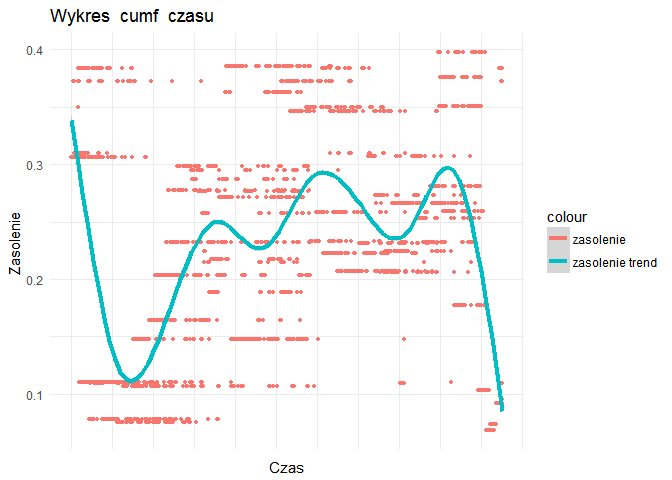 Wykres cumf czasu
0.4
0.3
0.2
0.1
Zasolenie
Czas
colour
zasolenie
zasolenie trend